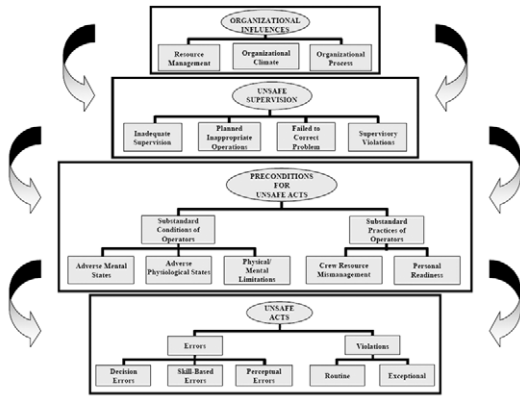 ORGANIZATIONAL
INFLUENCES
Resource
Management
Organizational
Climate
Organizational
Process
UNSAFE
SUPERVISION
Inadequate
Supervision
Planned
Inappropriate
Operations
Failed to
Correct
Problem
Supervisory
Violations
PRECONDITIONS
FOR
UNSAFE ACTS
Substandard
Conditions of
Operators
Substandard
Practices of
Operators
Adverse Mental
States
Adverse
Physiological States
Physical/
Mental
Limitations
Crew Resource
Mismanagement
Personal
Readiness
UNSAFE
ACTS
Errors
Violations
Decision
Errors
Skill-Based
Errors
Perceptual
Errors
Routine
Exceptional